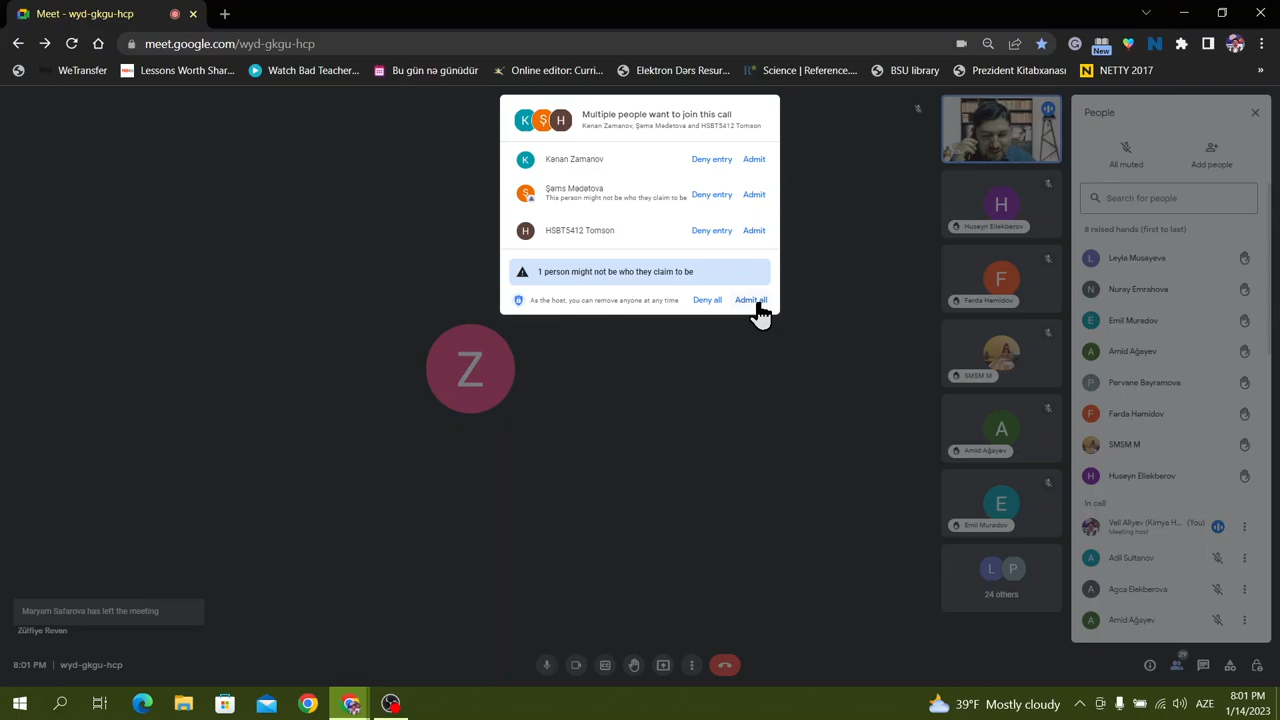 Meet - wyd-gkgu-hcp
meet.google.com/wyd-gkgu-hcp
New
WeTransfer
Lessons Worth Shar...
Watch Bad Teacher...
Bu gün nə günüdür
Online editor: Curri...
Elektron Dərs Resur...
Science | Reference....
BSU library
Prezident Kitabxanası
NETTY 2017
»
K
Ş
H
Multiple people want to join this call
Kənan Zamanov, Şəms Mədətova and HSBT5412 Tomson
K
Kənan Zamanov
Deny entry
Admit
Ş
Şəms Mədətova
This person might not be who they claim to be
Deny entry
Admit
H
HSBT5412 Tomson
Deny entry
Admit
1 person might not be who they claim to be
As the host, you can remove anyone at any time
Deny all
Admit all
Z
H
Huseyn Eliekberov
F
Fərda Həmidov
SMSM M
A
Amid Ağayev
E
Emil Muradov
L
P
24 others
People
All muted
Add people
Search for people
8 raised hands (first to last)
Leyla Musayeva
N
Nuray Emrahova
E
Emil Muradov
A
Amid Ağayev
P
Pervane Bayramova
F
Fərda Həmidov
SMSM M
H
Huseyn Eliekberov
In call
Veli Aliyev (Kimya H... (You)
Meeting host
A
Adil Sultanov
A
Agca Elekberova
A
Amid Ağayev
Maryam Safarova has left the meeting
Zülfiye Revan
8:01 PM | wyd-gkgu-hcp
29
39°F Mostly cloudy
AZE
8:01 PM
1/14/2023